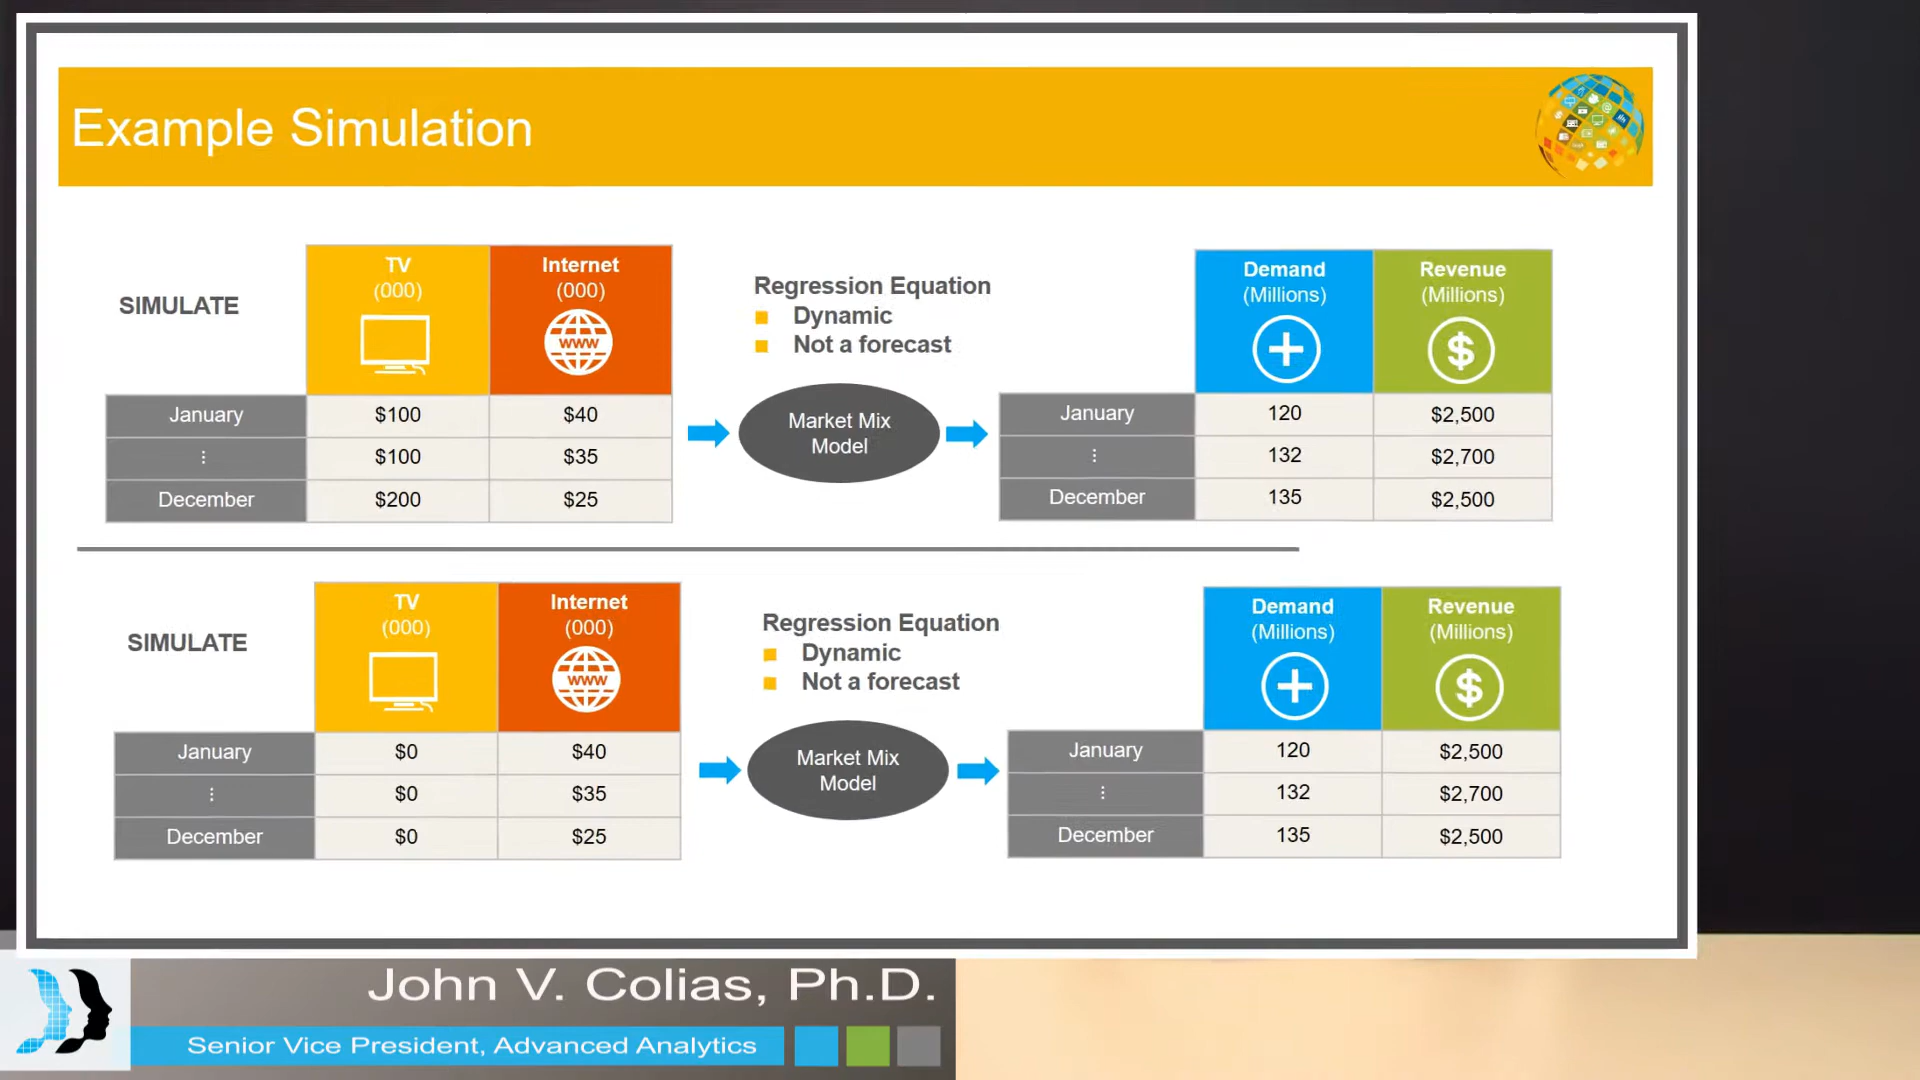 Example Simulation
SIMULATE
TV
(000)
Internet
(000)
www
January $100 $40
⋮ $100 $35
December $200 $25
Regression Equation
Dynamic
Not a forecast
Market Mix
Model
Demand
(Millions)
Revenue
(Millions)
$
January 120 $2,500
⋮ 132 $2,700
December 135 $2,500
SIMULATE
TV
(000)
Internet
(000)
www
January $0 $40
⋮ $0 $35
December $0 $25
Regression Equation
Dynamic
Not a forecast
Market Mix
Model
Demand
(Millions)
Revenue
(Millions)
$
January 120 $2,500
⋮ 132 $2,700
December 135 $2,500
John V. Colias, Ph.D.
Senior Vice President, Advanced Analytics